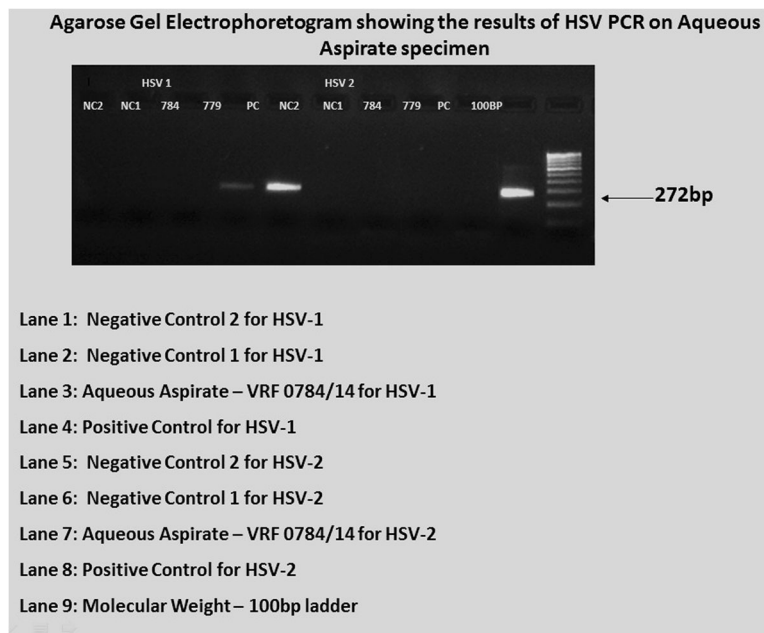 Agarose Gel Electrophoretogram showing the results of HSV PCR on Aqueous
Aspirate specimen
HSV 1 HSV 2
NC2 NC1 784 779 PC NC2 NC1 784 779 PC 100BP
272bp
Lane 1: Negative Control 2 for HSV-1
Lane 2: Negative Control 1 for HSV-1
Lane 3: Aqueous Aspirate – VRF 0784/14 for HSV-1
Lane 4: Positive Control for HSV-1
Lane 5: Negative Control 2 for HSV-2
Lane 6: Negative Control 1 for HSV-2
Lane 7: Aqueous Aspirate – VRF 0784/14 for HSV-2
Lane 8: Positive Control for HSV-2
Lane 9: Molecular Weight – 100bp ladder